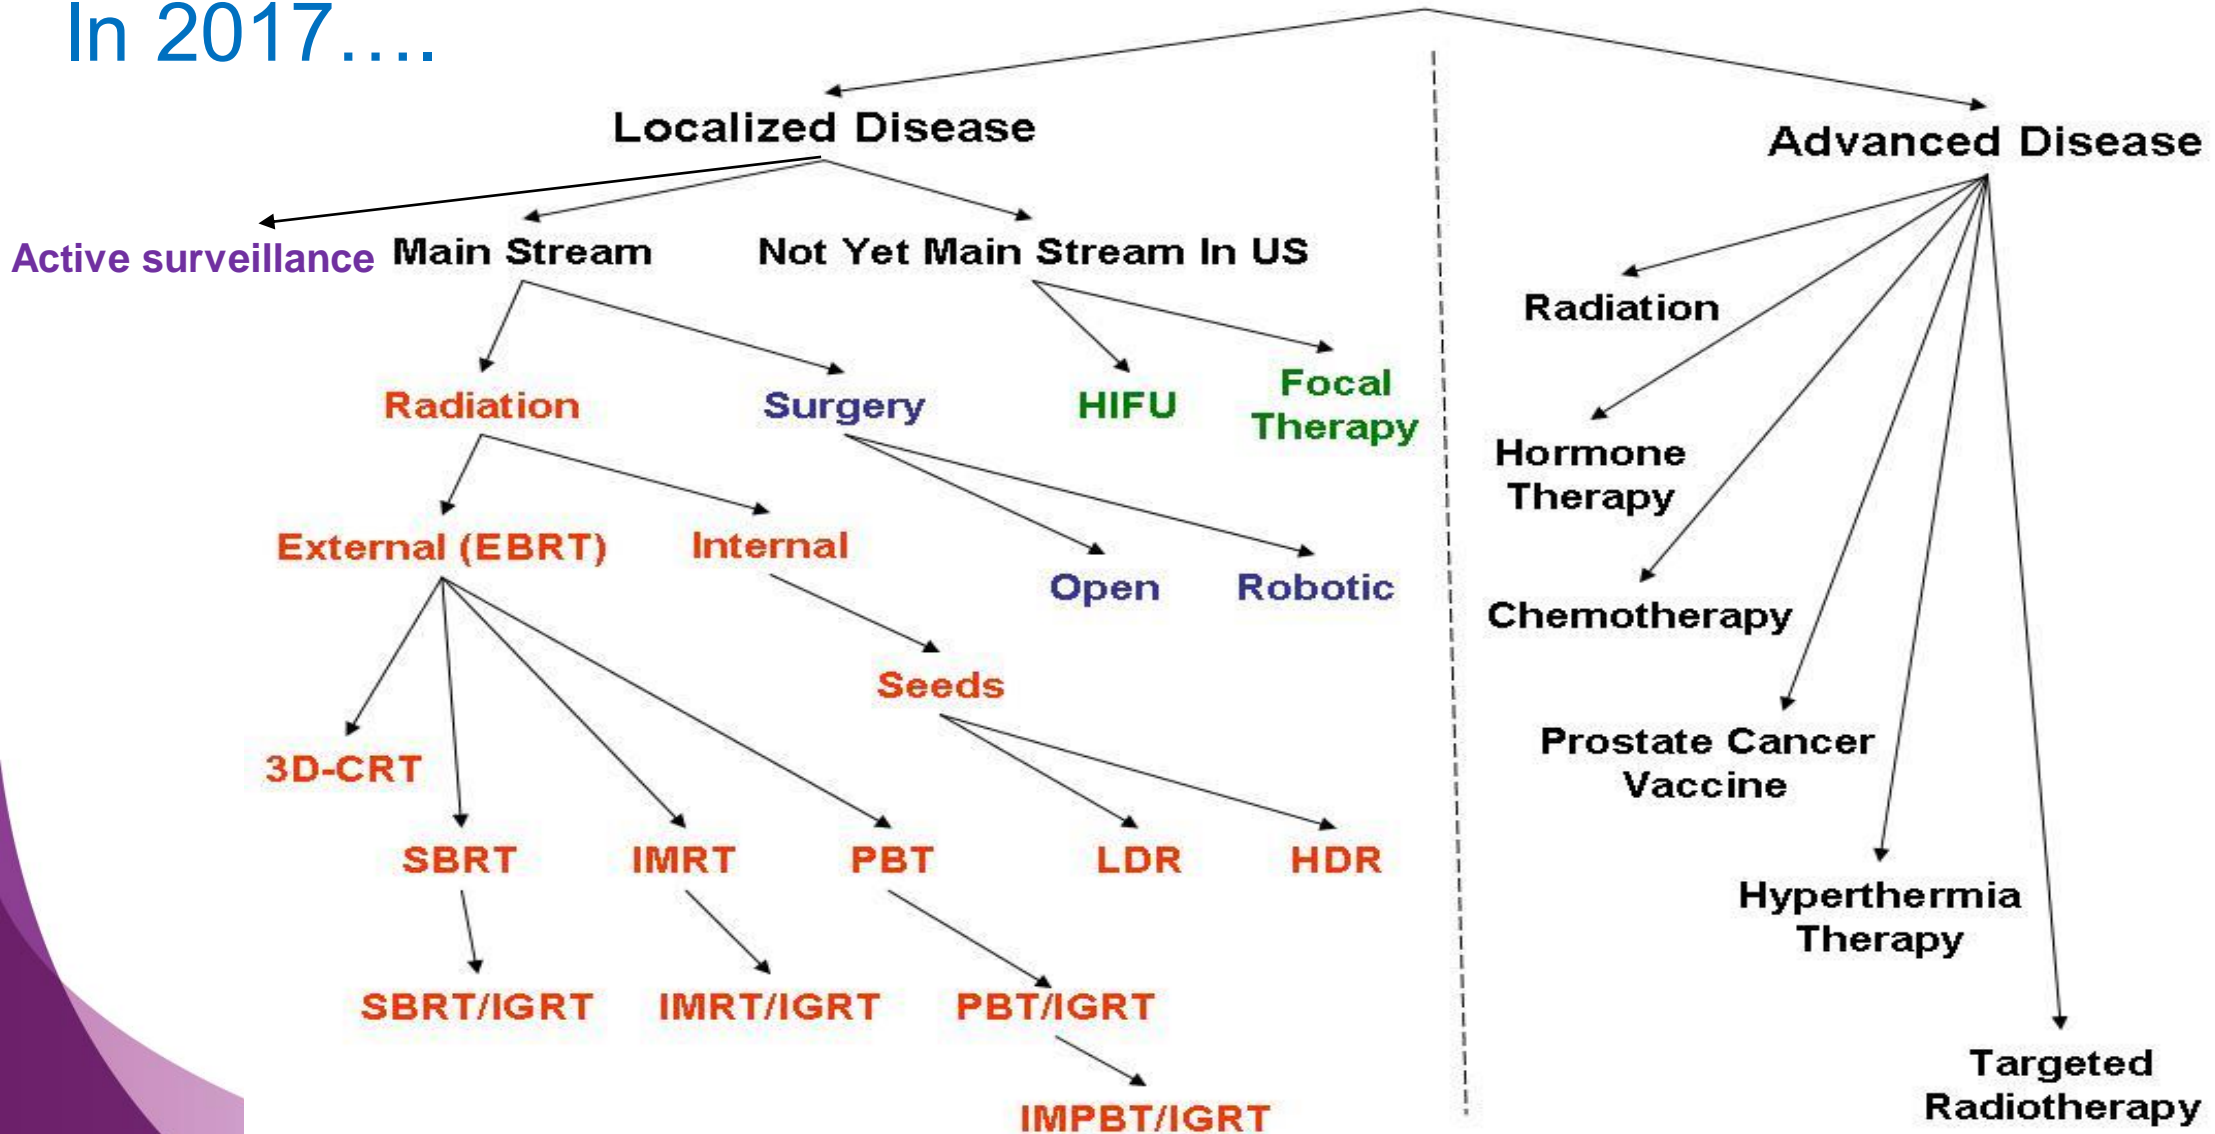 In 2017....
Localized Disease
Advanced Disease
Active surveillance
Main Stream
Not Yet Main Stream In US
Radiation
Radiation
Surgery
HIFU
Focal
Therapy
Hormone
Therapy
External (EBRT)
Internal
Open
Robotic
Chemotherapy
Seeds
Prostate Cancer
Vaccine
3D-CRT
SBRT
IMRT
PBT
LDR
HDR
Hyperthermia
Therapy
SBRT/IGRT
IMRT/IGRT
PBT/IGRT
Targeted
Radiotherapy
IMPBT/IGRT